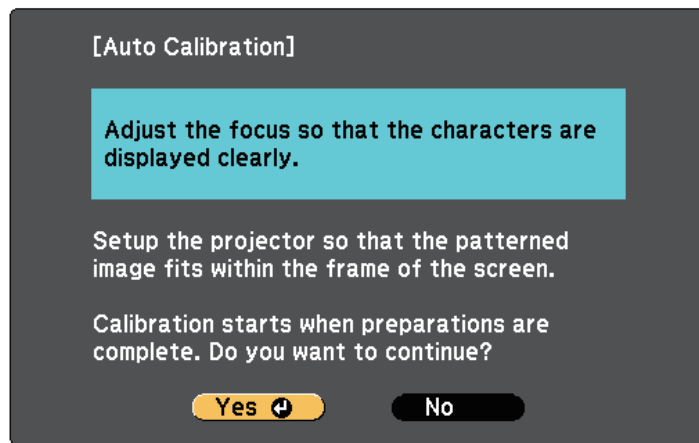 [Auto Calibration]
Adjust the focus so that the characters are
displayed clearly.
Setup the projector so that the patterned
image fits within the frame of the screen.
Calibration starts when preparations are
complete. Do you want to continue?
Yes No